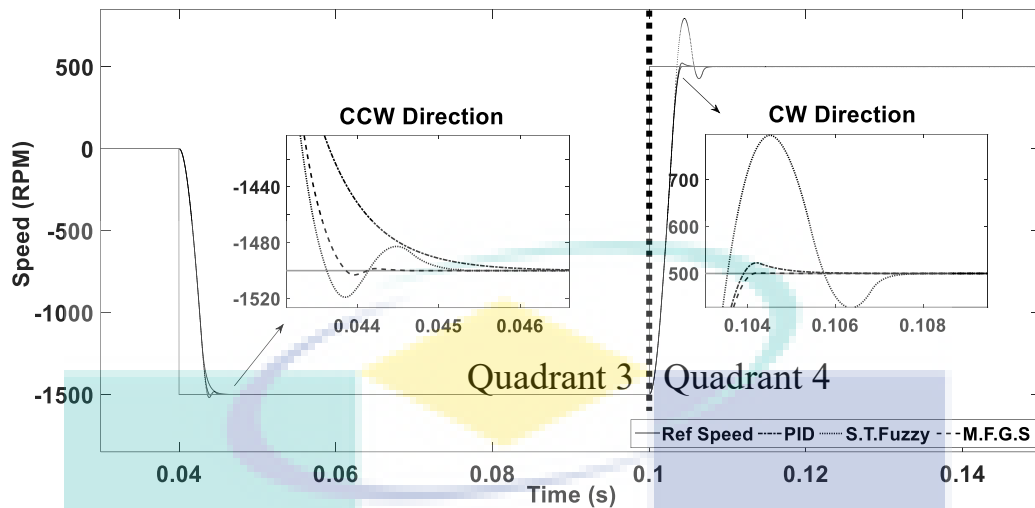 Speed (RPM)
500
0
-500
-1000
-1500
CCW Direction
-1440
-1480
-1520
0.044
0.045
0.046
CW Direction
700
600
500
0.104
0.106
0.108
Quadrant 3
Quadrant 4
Ref Speed
PID
S.T.Fuzzy
M.F.G.S
0.04
0.06
0.08
0.1
0.12
0.14
Time (s)